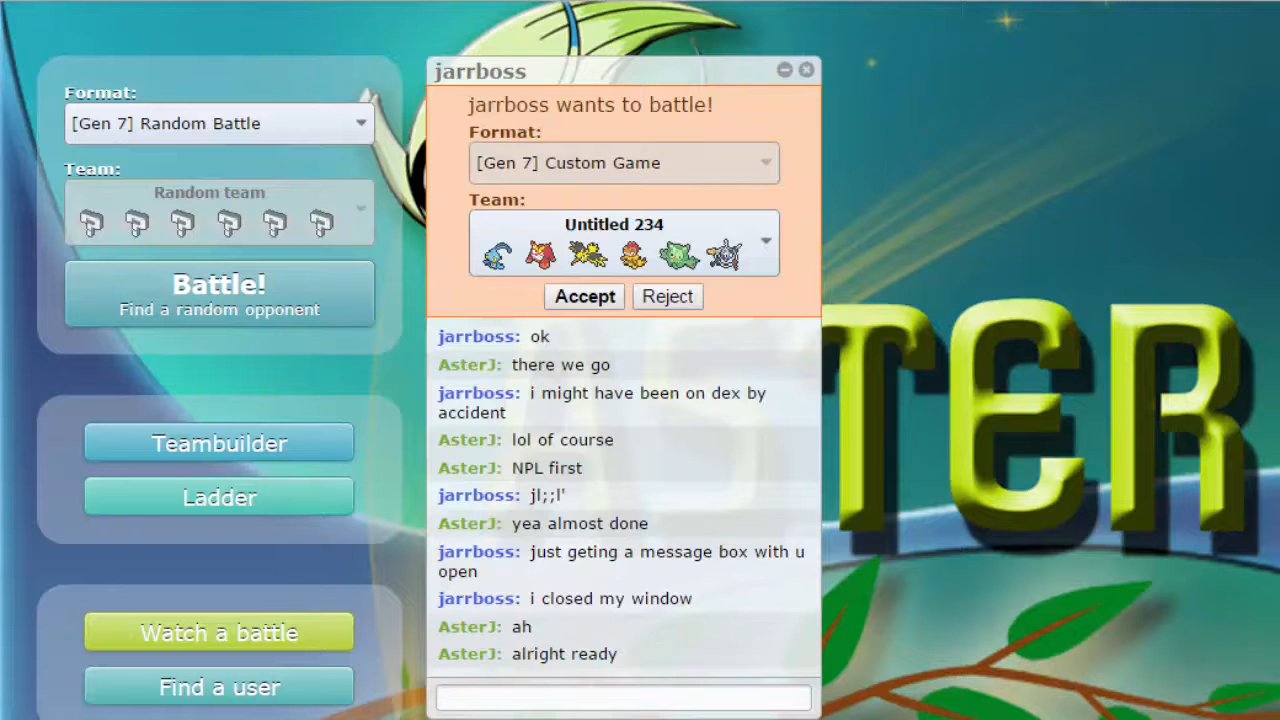 Format:
[Gen 7] Random Battle
Team:
Random team
Battle!
Find a random opponent
Teambuilder
Ladder
Watch a battle
Find a user
jarrboss
jarrboss wants to battle!
Format:
[Gen 7] Custom Game
Team:
Untitled 234
Accept Reject
jarrboss: ok
AsterJ: there we go
jarrboss: i might have been on dex by
accident
AsterJ: lol of course
AsterJ: NPL first
jarrboss: jl;;l'
AsterJ: yea almost done
jarrboss: just geting a message box with u
open
jarrboss: i closed my window
AsterJ: ah
AsterJ: alright ready
ASTER